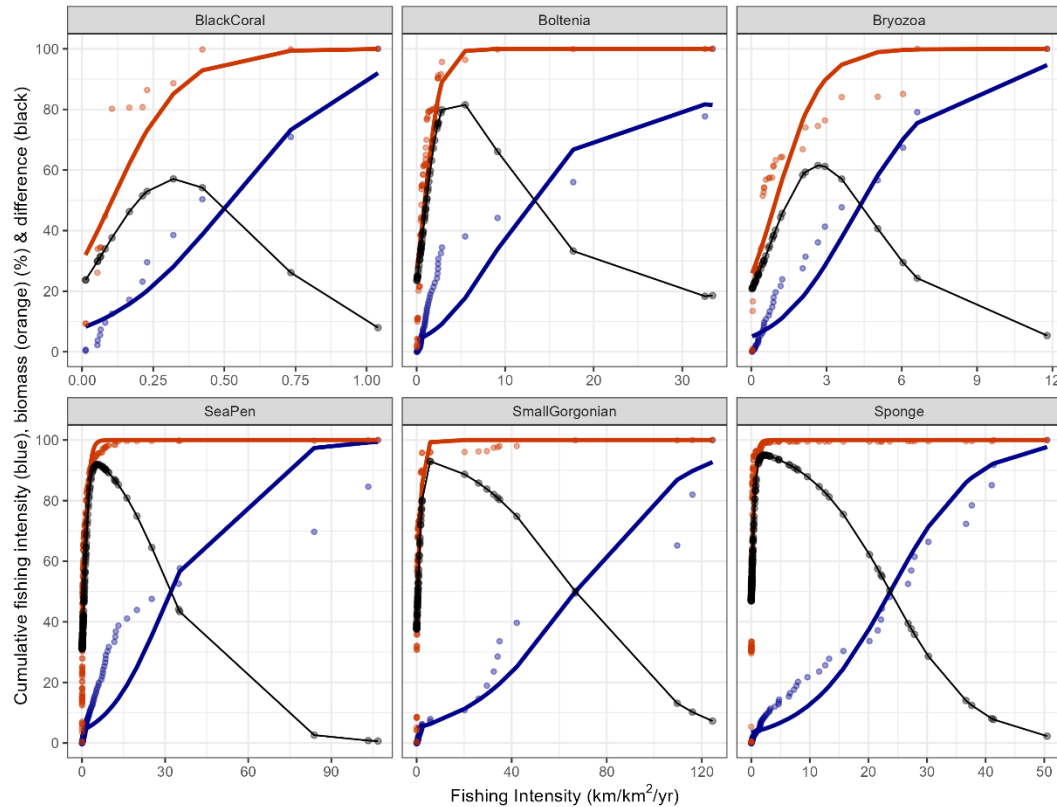 BlackCoral
Boltenia
Bryozoa
100
80
60
40
20
0
0.00 0.25 0.50 0.75 1.00
0 10 20 30
0 3 6 9 12
SeaPen
SmallGorgonian
Sponge
100
80
60
40
20
0
0 30 60 90
0 40 80 120
0 10 20 30 40 50
Cumulative fishing intensity (blue), biomass (orange) (%) & difference (black)
Fishing Intensity (km/km²/yr)